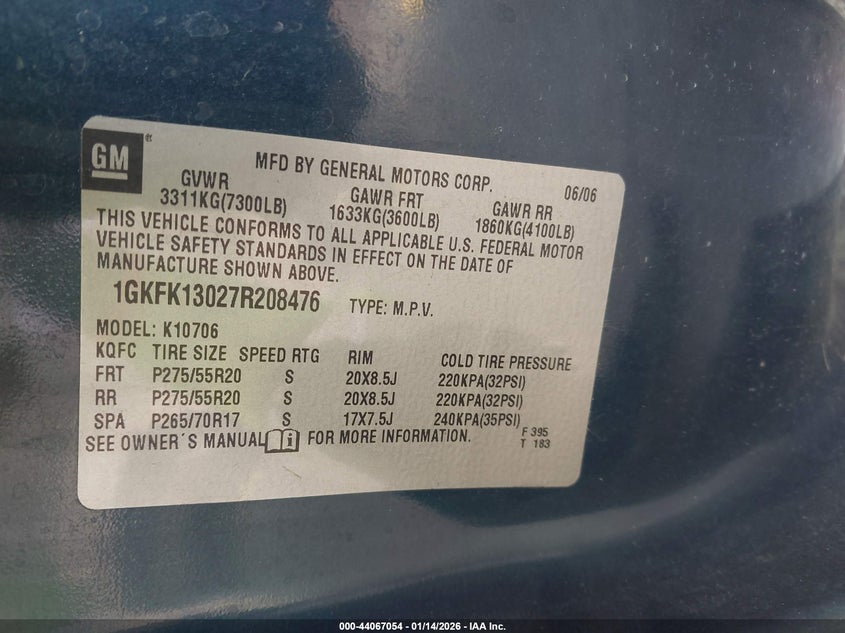 GM
MFD BY GENERAL MOTORS CORP. 06/06
GVWR GAWR FRT GAWR RR
3311KG(7300LB) 1633KG(3600LB) 1860KG(4100LB)
THIS VEHICLE CONFORMS TO ALL APPLICABLE U.S. FEDERAL MOTOR
VEHICLE SAFETY STANDARDS IN EFFECT ON THE DATE OF
MANUFACTURE SHOWN ABOVE.
1GKFK13027R208476 TYPE: M.P.V.
MODEL: K10706
KQFC TIRE SIZE SPEED RTG RIM COLD TIRE PRESSURE
FRT P275/55R20 S 20X8.5J 220KPA(32PSI)
RR P275/55R20 S 20X8.5J 220KPA(32PSI)
SPA P265/70R17 S 17X7.5J 240KPA(35PSI)
SEE OWNER´S MANUAL i FOR MORE INFORMATION.
F 395
T 183
000-44067054 - 01/14/2026 - IAA Inc.